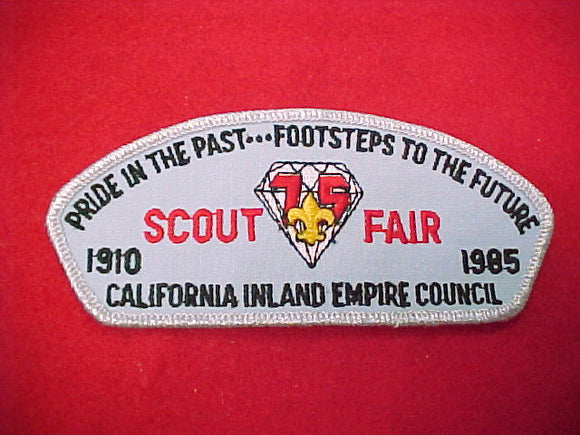 PRIDE IN THE PAST...FOOTSTEPS TO THE FUTURE
75
SCOUT FAIR
1910 1985
CALIFORNIA INLAND EMPIRE COUNCIL